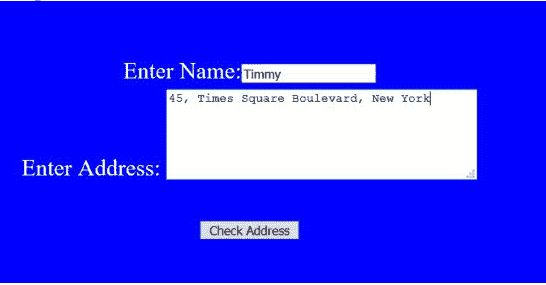 Enter Name: Timmy
45, Times Square Boulevard, New York
Enter Address:
Check Address